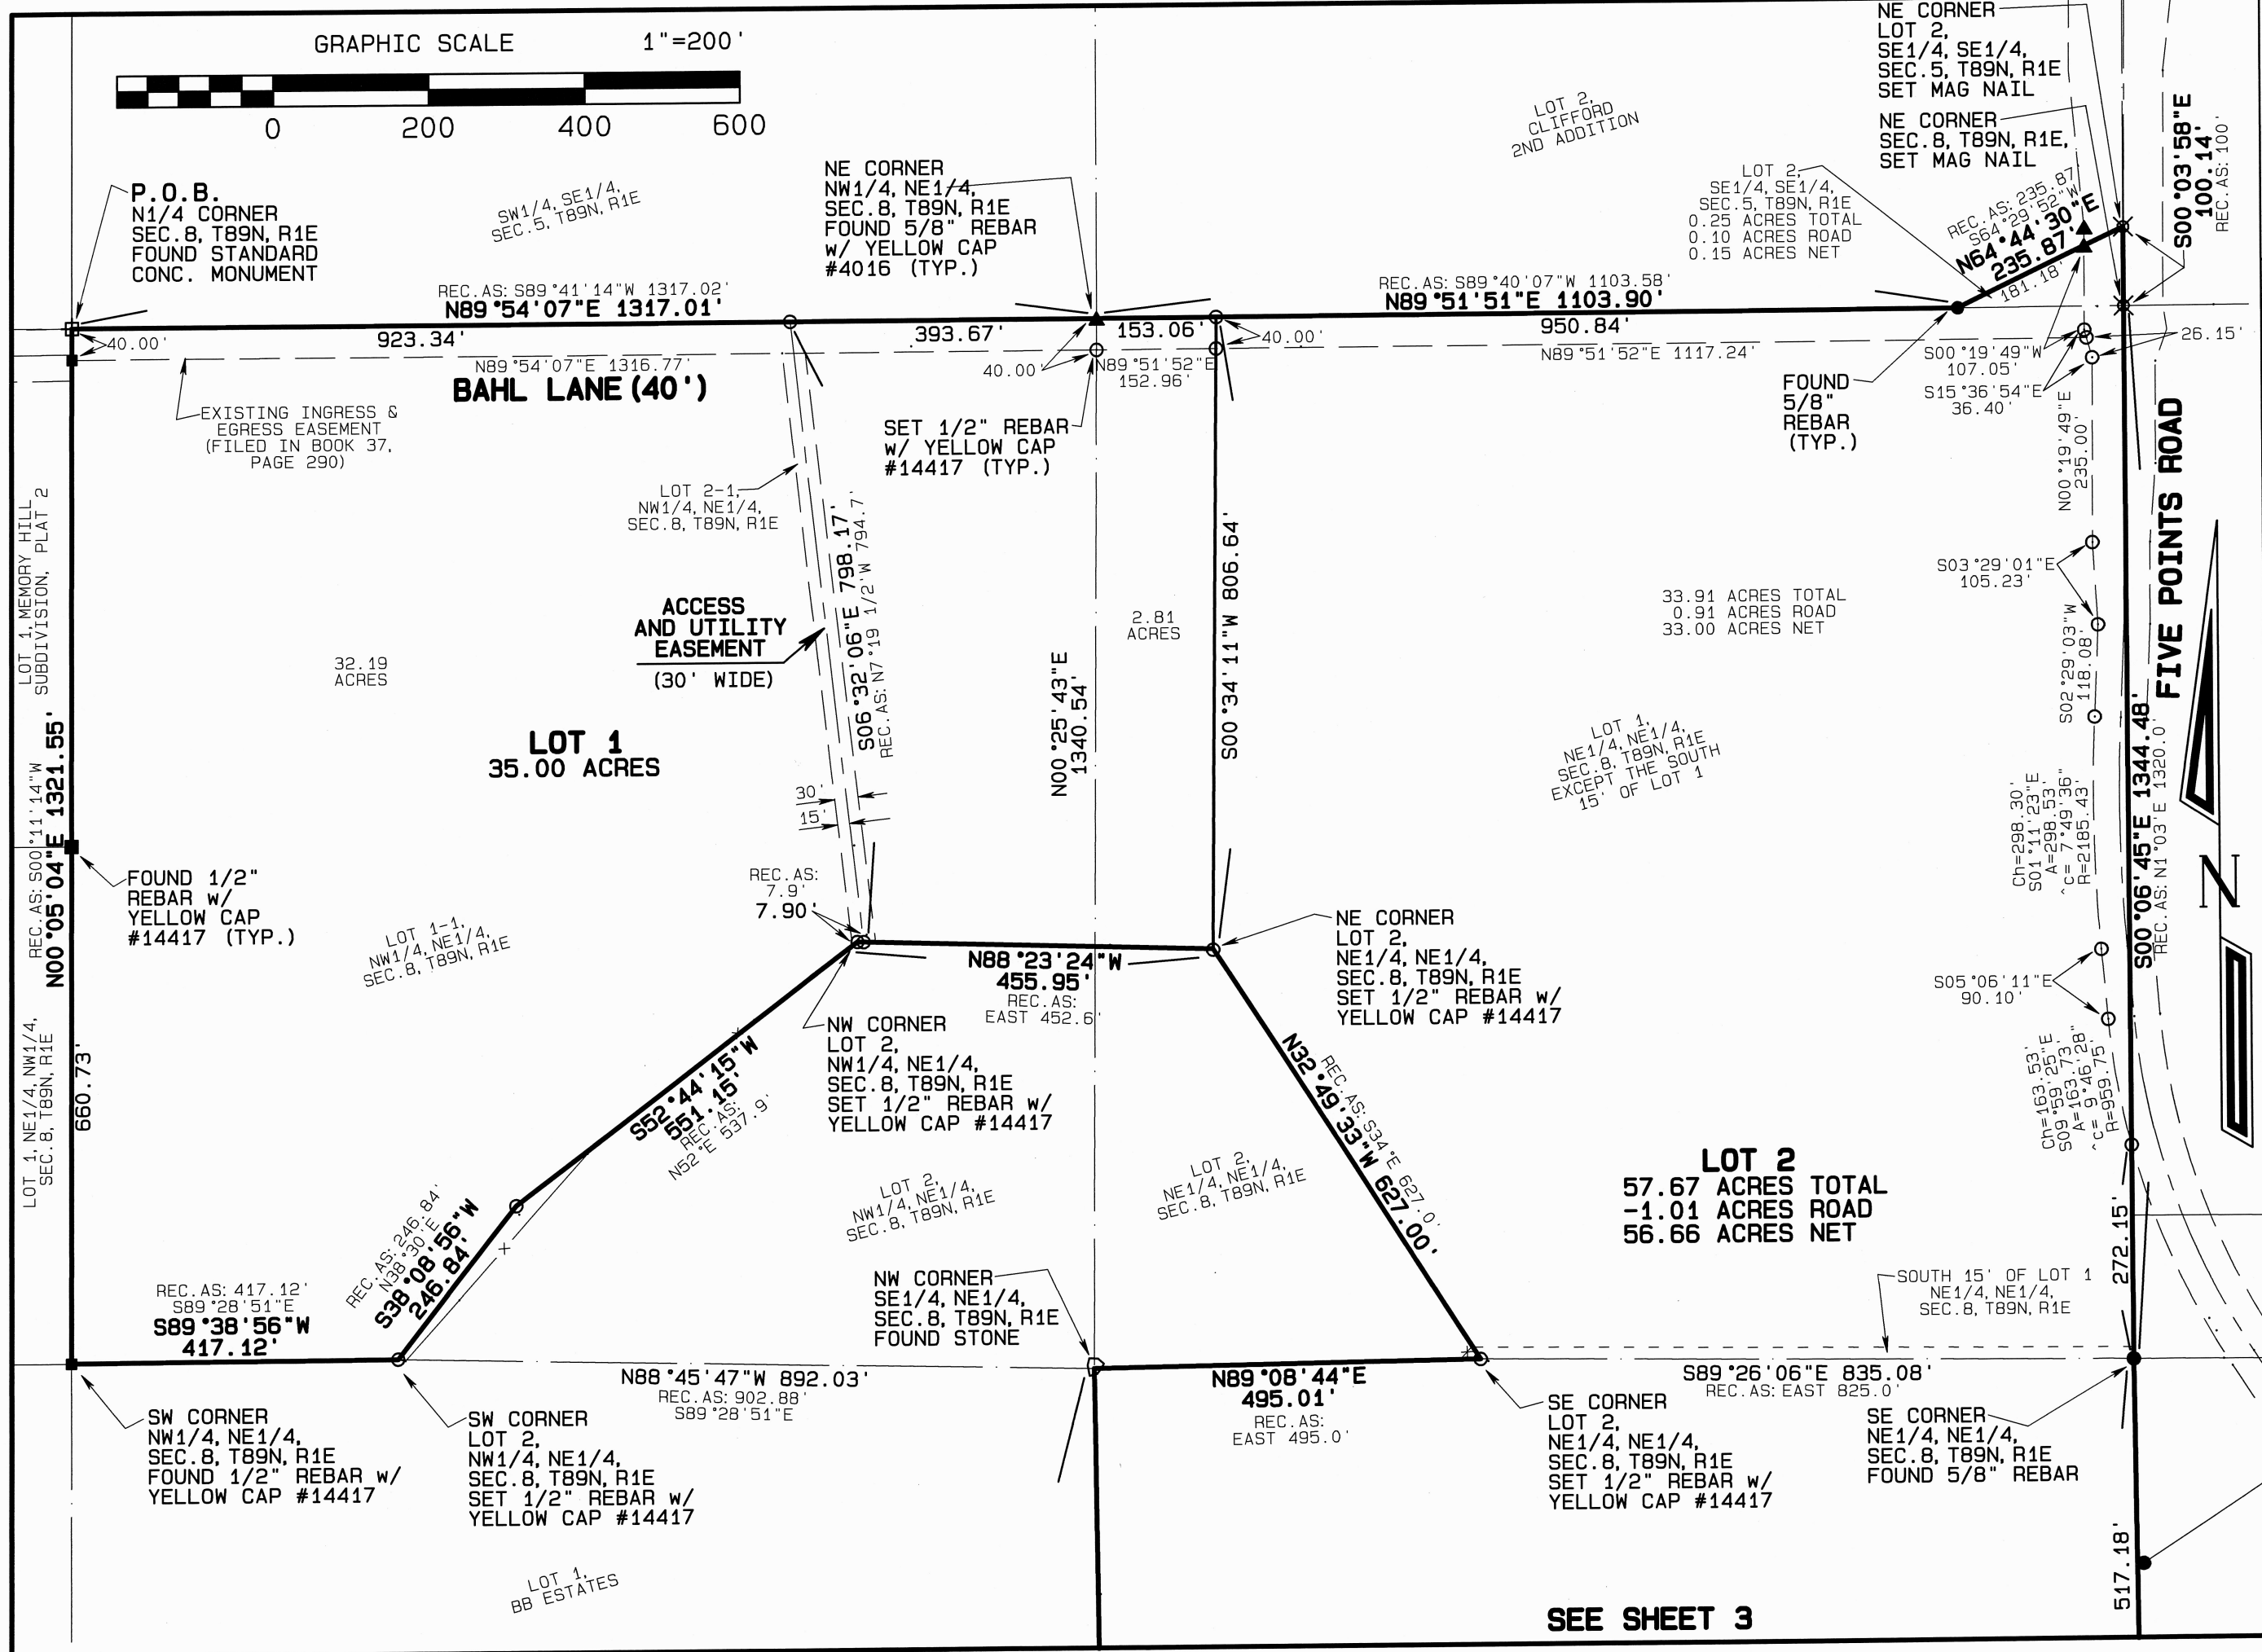 GRAPHIC SCALE 1"=200'
0 200 400 600
P.O.B.
N1/4 CORNER
SEC.8, T89N, R1E
FOUND STANDARD
CONC. MONUMENT
SW1/4, SE1/4,
SEC.5, T89N, R1E
NE CORNER
NW1/4, NE1/4,
SEC.8, T89N, R1E
FOUND 5/8" REBAR
W/ YELLOW CAP
#4016 (TYP.)
LOT 2,
CLIFFORD
2ND ADDITION
NE CORNER
LOT 2,
SE1/4, SE1/4,
SEC.5, T89N, R1E
SET MAG NAIL
NE CORNER
SEC.8, T89N, R1E,
SET MAG NAIL
S00°03'58"E
100.14'
REC.AS: 100'
LOT 2,
SE1/4, SE1/4,
SEC.5, T89N, R1E
0.25 ACRES TOTAL
0.10 ACRES ROAD
0.15 ACRES NET
REC.AS: 235.87'
S64°29'52"W
N64°44'30"E
235.87'
181.18'
REC.AS: S89°41'14"W 1317.02'
N89°54'07"E 1317.01'
923.34'
393.67'
153.06'
REC.AS: S89°40'07"W 1103.58'
N89°51'51"E 1103.90'
950.84'
40.00'
40.00'
40.00'
N89°54'07"E 1316.77'
N89°51'52"E
152.96'
N89°51'52"E 1117.24'
BAHL LANE (40')
EXISTING INGRESS &
EGRESS EASEMENT
(FILED IN BOOK 37,
PAGE 290)
SET 1/2" REBAR
W/ YELLOW CAP
#14417 (TYP.)
FOUND
5/8"
REBAR
(TYP.)
S00°19'49"W
107.05'
S15°36'54"E
36.40'
26.15'
N00°19'49"E
235.00'
FIVE POINTS ROAD
LOT 2-1,
NW1/4, NE1/4,
SEC.8, T89N, R1E
S06°32'06"E 798.17'
REC.AS: N7°19 1/2'W 794.7'
ACCESS
AND UTILITY
EASEMENT
(30' WIDE)
30'
15'
LOT 1, MEMORY HILL
SUBDIVISION, PLAT 2
32.19
ACRES
2.81
ACRES
S00°34'11"W 806.64'
N00°25'43"E
1340.54'
33.91 ACRES TOTAL
0.91 ACRES ROAD
33.00 ACRES NET
S03°29'01"E
105.23'
S02°29'03"W
118.08'
LOT 1
35.00 ACRES
LOT 1,
NE1/4, NE1/4,
SEC.8, T89N, R1E
EXCEPT THE SOUTH
15' OF LOT 1
Ch=298.30'
S01°11'23"E
A=298.53'
^c= 7°49'36"
R=2185.43'
S00°06'45"E 1344.48'
REC.AS: N1°03'E 1320.0'
N
REC.AS: S00°11'14"W
N00°05'04"E 1321.55'
FOUND 1/2"
REBAR W/
YELLOW CAP
#14417 (TYP.)
LOT 1-1,
NW1/4, NE1/4,
SEC.8, T89N, R1E
REC.AS:
7.9'
7.90'
N88°23'24"W
455.95'
REC.AS:
EAST 452.6'
NE CORNER
LOT 2,
NE1/4, NE1/4,
SEC.8, T89N, R1E
SET 1/2" REBAR W/
YELLOW CAP #14417
S05°06'11"E
90.10'
NW CORNER
LOT 2,
NW1/4, NE1/4,
SEC.8, T89N, R1E
SET 1/2" REBAR W/
YELLOW CAP #14417
LOT 1, NE1/4, NW1/4,
SEC.8, T89N, R1E
660.73'
S52°44'15"W
551.15'
REC.AS:
N52°E 537.9'
REC.AS: S34°E 627.0'
N32°49'33"W 627.00'
Ch=163.53'
S09°59'25"E
A=163.73'
^c= 9°46'28"
R=959.75'
LOT 2
57.67 ACRES TOTAL
-1.01 ACRES ROAD
56.66 ACRES NET
REC.AS: 246.84'
N38°30'E
S38°08'56"W
246.84'
LOT 2,
NW1/4, NE1/4,
SEC.8, T89N, R1E
LOT 2,
NE1/4, NE1/4,
SEC.8, T89N, R1E
272.15'
NW CORNER
SE1/4, NE1/4,
SEC.8, T89N, R1E
FOUND STONE
SOUTH 15' OF LOT 1
NE1/4, NE1/4,
SEC.8, T89N, R1E
REC.AS: 417.12'
S89°28'51"E
S89°38'56"W
417.12'
N88°45'47"W 892.03'
REC.AS: 902.88'
S89°28'51"E
N89°08'44"E
495.01'
REC.AS:
EAST 495.0'
S89°26'06"E 835.08'
REC.AS: EAST 825.0'
SW CORNER
NW1/4, NE1/4,
SEC.8, T89N, R1E
FOUND 1/2" REBAR W/
YELLOW CAP #14417
SW CORNER
LOT 2,
NW1/4, NE1/4,
SEC.8, T89N, R1E
SET 1/2" REBAR W/
YELLOW CAP #14417
SE CORNER
LOT 2,
NE1/4, NE1/4,
SEC.8, T89N, R1E
SET 1/2" REBAR W/
YELLOW CAP #14417
SE CORNER
NE1/4, NE1/4,
SEC.8, T89N, R1E
FOUND 5/8" REBAR
517.18'
LOT 1,
BB ESTATES
SEE SHEET 3